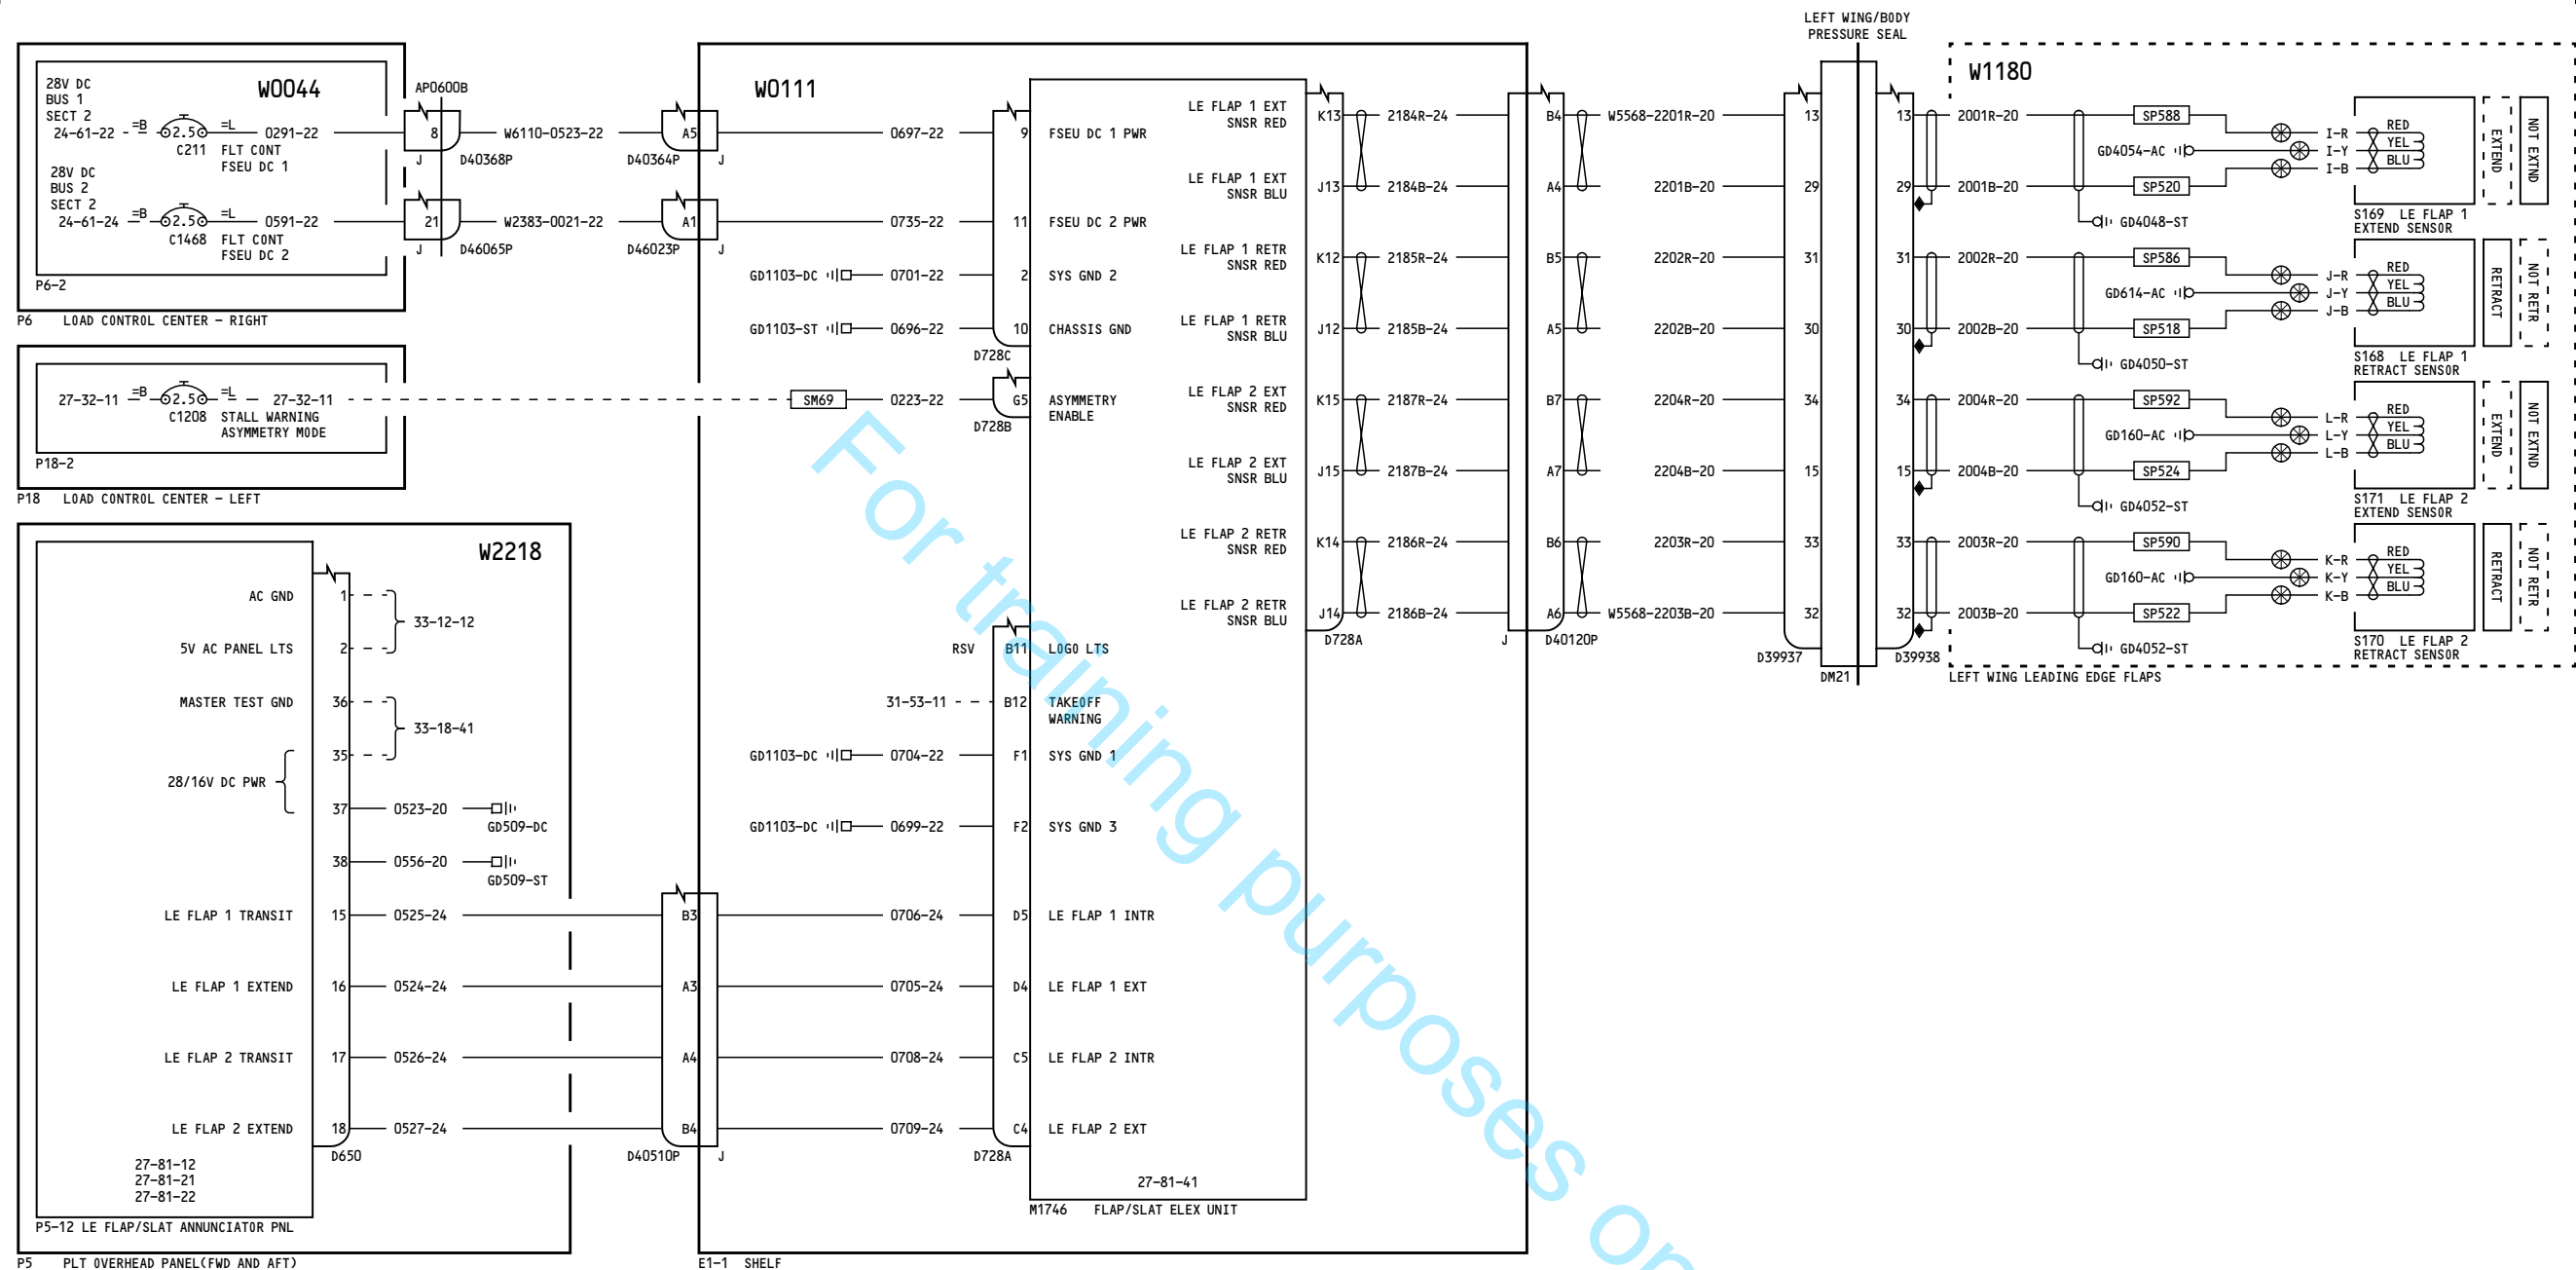 LEFT WING/BODY
PRESSURE SEAL
W0044
28V DC
BUS 1
SECT 2
24-61-22
=B
2.5
=L
0291-22
C211
FLT CONT
FSEU DC 1
28V DC
BUS 2
SECT 2
24-61-24
=B
2.5
=L
0591-22
C1468
FLT CONT
FSEU DC 2
P6-2
P6 LOAD CONTROL CENTER - RIGHT
AP0600B
8
J
D40368P
W6110-0523-22
A5
D40364P
J
21
J
D46065P
W2383-0021-22
A1
D46023P
J
27-32-11
=B
2.5
=L
27-32-11
C1208
STALL WARNING
ASYMMETRY MODE
P18-2
P18 LOAD CONTROL CENTER - LEFT
W2218
AC GND
1
33-12-12
5V AC PANEL LTS
2
MASTER TEST GND
36
33-18-41
35
28/16V DC PWR
37
0523-20
GD509-DC
38
0556-20
GD509-ST
LE FLAP 1 TRANSIT
15
0525-24
LE FLAP 1 EXTEND
16
0524-24
LE FLAP 2 TRANSIT
17
0526-24
LE FLAP 2 EXTEND
18
0527-24
D650
27-81-12
27-81-21
27-81-22
P5-12 LE FLAP/SLAT ANNUNCIATOR PNL
P5 PLT OVERHEAD PANEL(FWD AND AFT)
B3
A3
A4
B4
D40510P
J
W0111
0697-22
9
FSEU DC 1 PWR
0735-22
11
FSEU DC 2 PWR
GD1103-DC
0701-22
2
SYS GND 2
GD1103-ST
0696-22
10
CHASSIS GND
D728C
SM69
0223-22
G5
ASYMMETRY
ENABLE
D728B
RSV
B11
LOGO LTS
31-53-11
B12
TAKEOFF
WARNING
GD1103-DC
0704-22
F1
SYS GND 1
GD1103-DC
0699-22
F2
SYS GND 3
0706-24
D5
LE FLAP 1 INTR
0705-24
D4
LE FLAP 1 EXT
0708-24
C5
LE FLAP 2 INTR
0709-24
C4
LE FLAP 2 EXT
D728A
27-81-41
M1746 FLAP/SLAT ELEX UNIT
E1-1 SHELF
LE FLAP 1 EXT
SNSR RED
K13
2184R-24
B4
W5568-2201R-20
13
13
2001R-20
SP588
LE FLAP 1 EXT
SNSR BLU
J13
2184B-24
A4
2201B-20
29
29
2001B-20
SP520
LE FLAP 1 RETR
SNSR RED
K12
2185R-24
B5
2202R-20
31
31
2002R-20
SP586
LE FLAP 1 RETR
SNSR BLU
J12
2185B-24
A5
2202B-20
30
30
2002B-20
SP518
LE FLAP 2 EXT
SNSR RED
K15
2187R-24
B7
2204R-20
34
34
2004R-20
SP592
LE FLAP 2 EXT
SNSR BLU
J15
2187B-24
A7
2204B-20
15
15
2004B-20
SP524
LE FLAP 2 RETR
SNSR RED
K14
2186R-24
B6
2203R-20
33
33
2003R-20
SP590
LE FLAP 2 RETR
SNSR BLU
J14
2186B-24
A6
W5568-2203B-20
32
32
2003B-20
SP522
D728A
J
D40120P
D39937
D39938
DM21
W1180
GD4054-AC
GD4048-ST
I-R
I-Y
I-B
RED
YEL
BLU
EXTEND
NOT EXTND
S169 LE FLAP 1
EXTEND SENSOR
GD614-AC
GD4050-ST
J-R
J-Y
J-B
RED
YEL
BLU
RETRACT
NOT RETR
S168 LE FLAP 1
RETRACT SENSOR
GD160-AC
GD4052-ST
L-R
L-Y
L-B
RED
YEL
BLU
EXTEND
NOT EXTND
S171 LE FLAP 2
EXTEND SENSOR
GD160-AC
GD4052-ST
K-R
K-Y
K-B
RED
YEL
BLU
RETRACT
NOT RETR
S170 LE FLAP 2
RETRACT SENSOR
LEFT WING LEADING EDGE FLAPS
For training purposes on